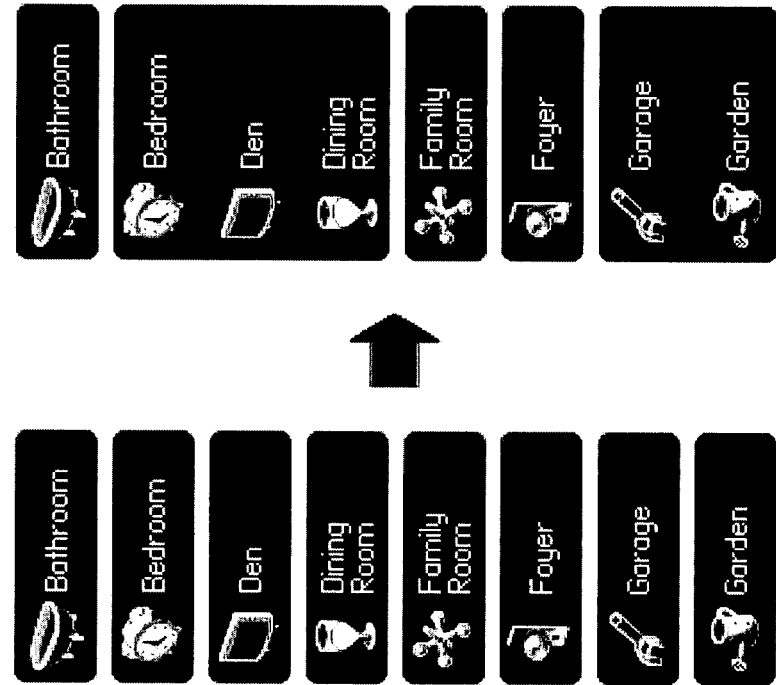 Bathroom
Bedroom
Den
Dining
Room
Family
Room
Foyer
Garage
Garden
Bathroom
Bedroom
Den
Dining
Room
Family
Room
Foyer
Garage
Garden